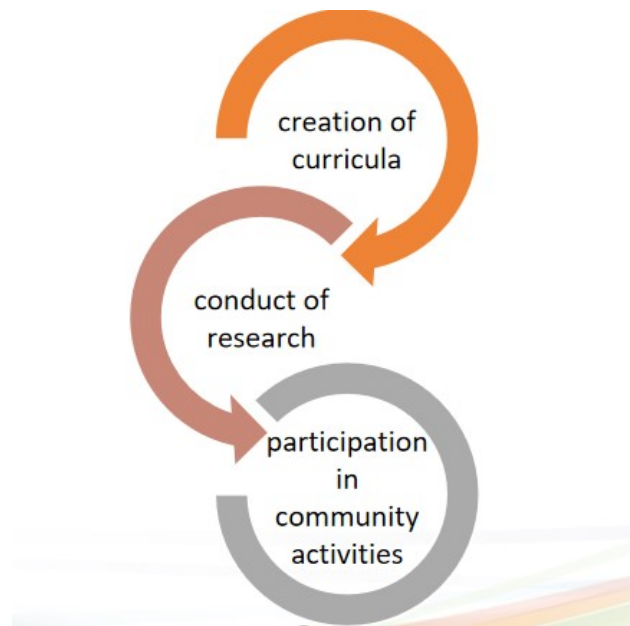 creation of
curricula
conduct of
research
participation
in
community
activities